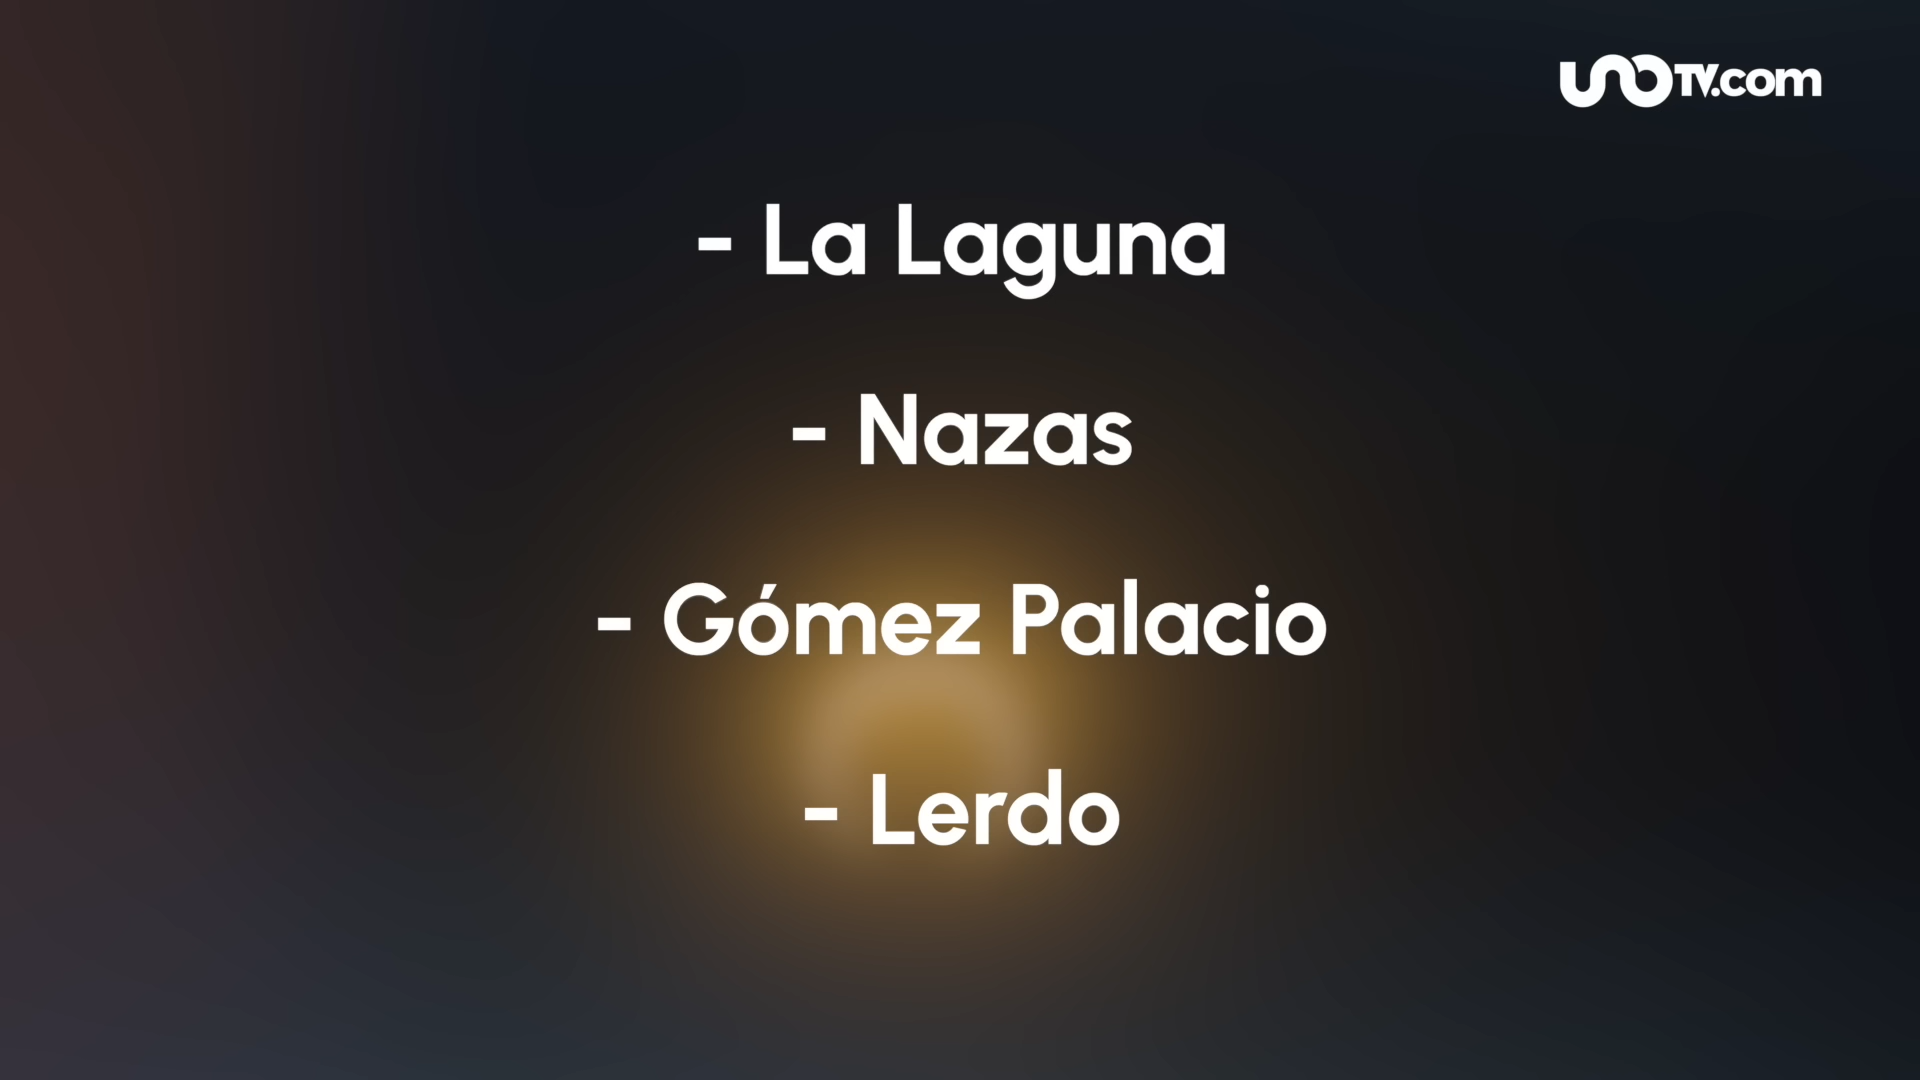 UNOTV.com
- La Laguna
- Nazas
- Gómez Palacio
- Lerdo